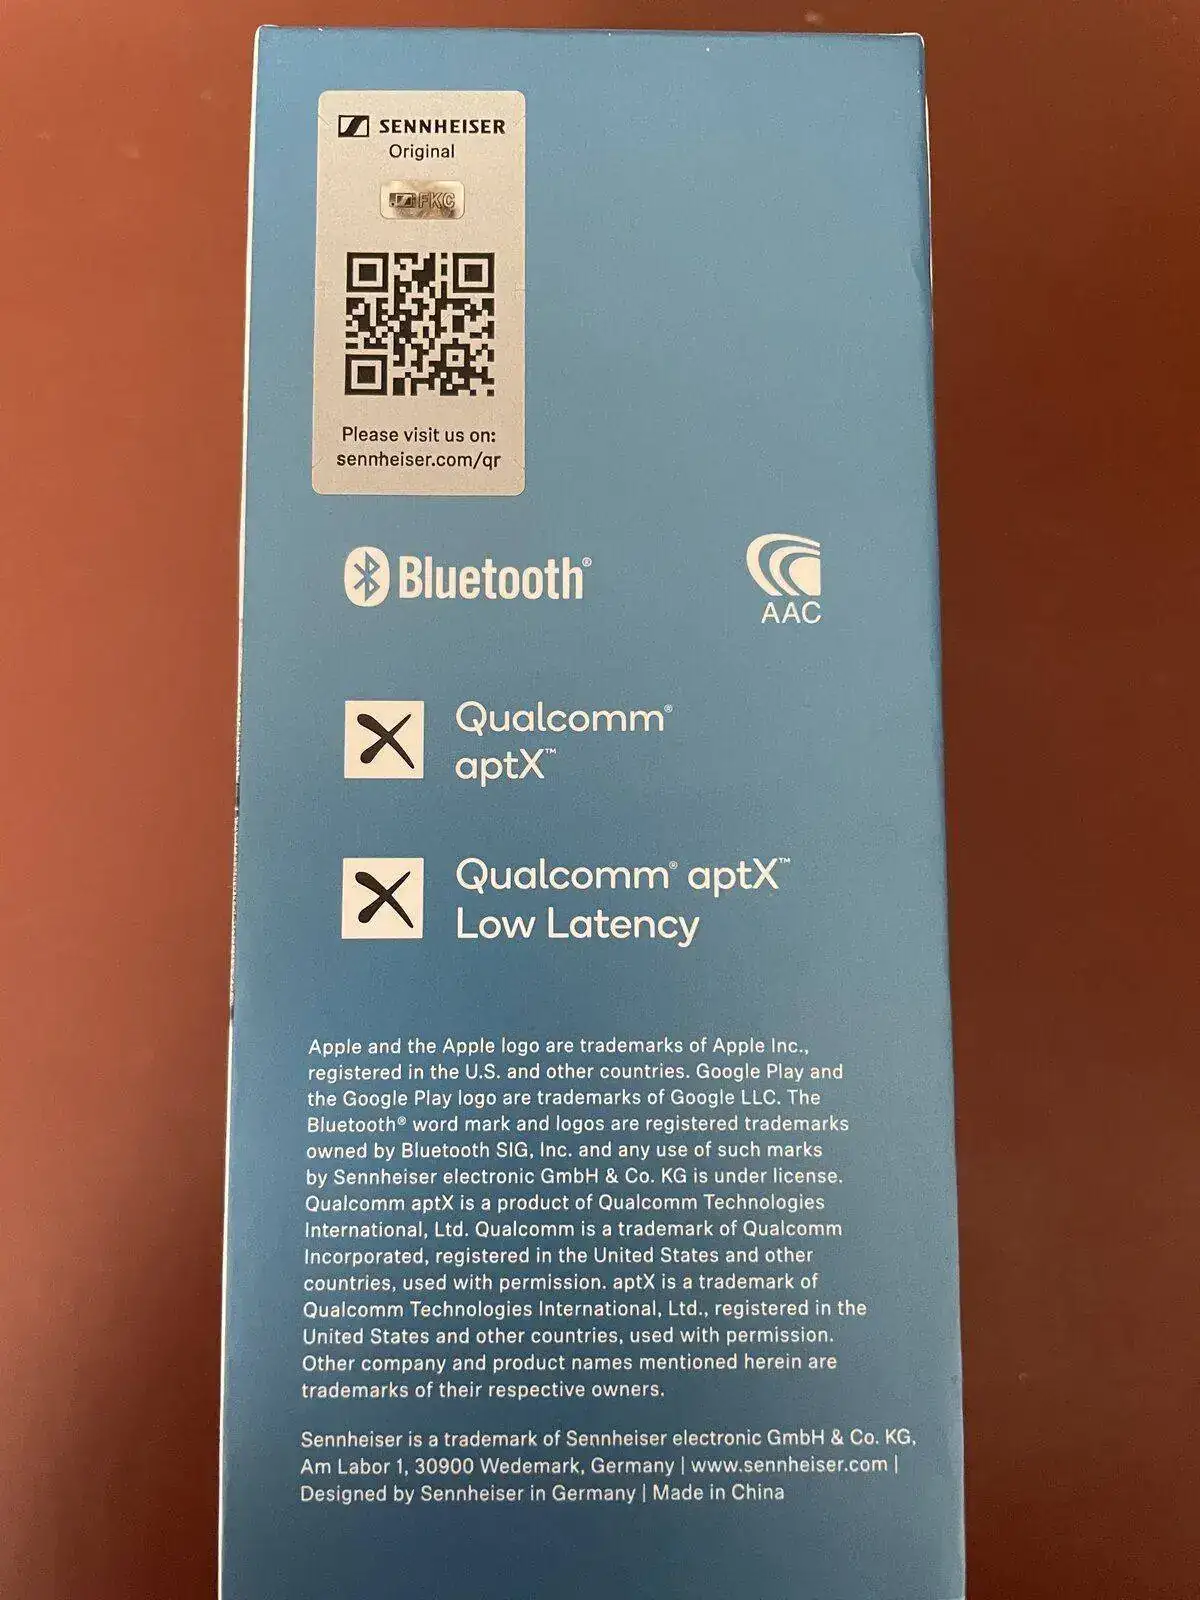 SENNHEISER
Original
FKC
Please visit us on:
sennheiser.com/qr
Bluetooth®
AAC
Qualcomm®
aptX™
Qualcomm® aptX™
Low Latency
Apple and the Apple logo are trademarks of Apple Inc.,
registered in the U.S. and other countries. Google Play and
the Google Play logo are trademarks of Google LLC. The
Bluetooth® word mark and logos are registered trademarks
owned by Bluetooth SIG, Inc. and any use of such marks
by Sennheiser electronic GmbH & Co. KG is under license.
Qualcomm aptX is a product of Qualcomm Technologies
International, Ltd. Qualcomm is a trademark of Qualcomm
Incorporated, registered in the United States and other
countries, used with permission. aptX is a trademark of
Qualcomm Technologies International, Ltd., registered in the
United States and other countries, used with permission.
Other company and product names mentioned herein are
trademarks of their respective owners.
Sennheiser is a trademark of Sennheiser electronic GmbH & Co. KG,
Am Labor 1, 30900 Wedemark, Germany | www.sennheiser.com |
Designed by Sennheiser in Germany | Made in China